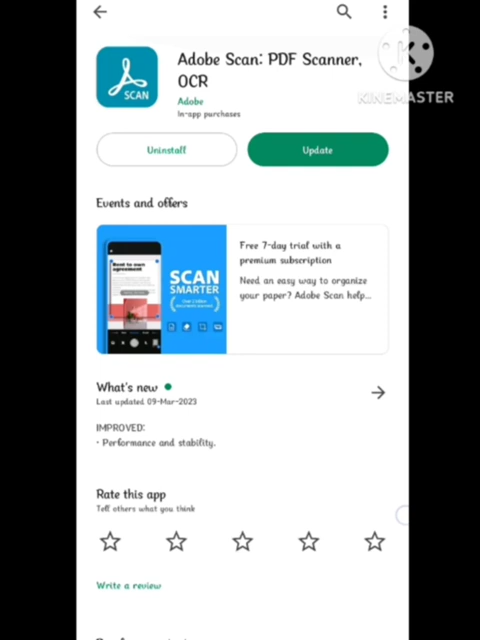 Adobe Scan: PDF Scanner,
OCR
SCAN
Adobe
In-app purchases
KINEMASTER
Uninstall
Update
Events and offers
Free 7-day trial with a
premium subscription
Need an easy way to organize
your paper? Adobe Scan help...
SCAN
SMARTER
What's new
Last updated 09-Mar-2023
IMPROVED:
• Performance and stability.
Rate this app
Tell others what you think
Write a review